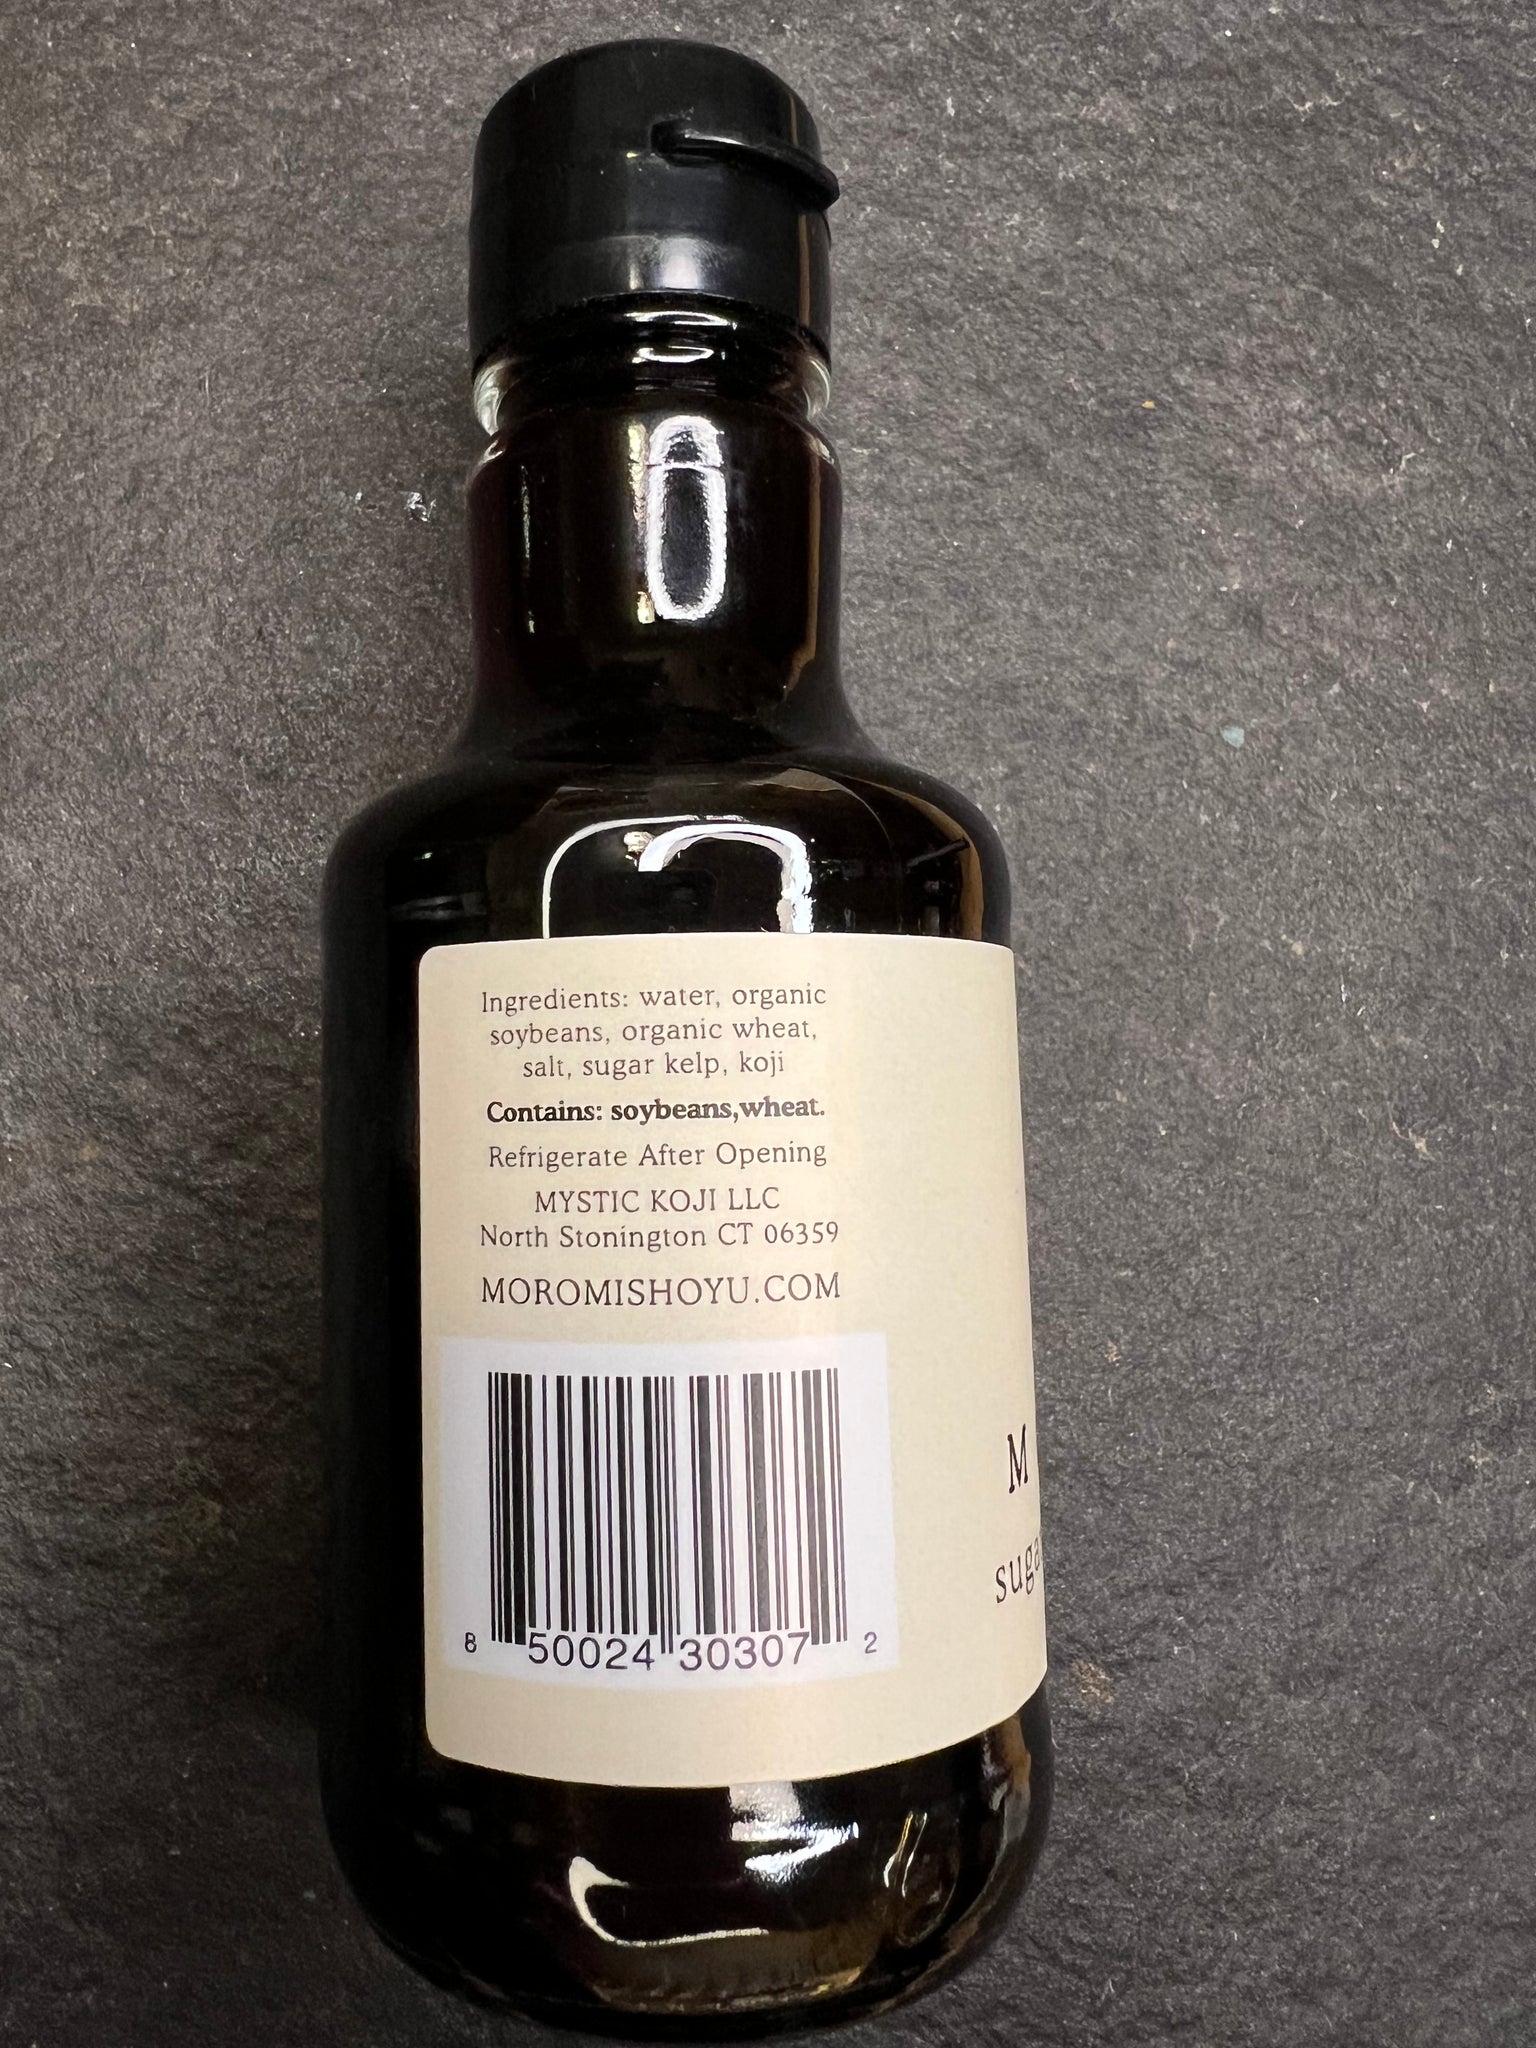 Ingredients: water, organic
soybeans, organic wheat,
salt, sugar kelp, koji
Contains: soybeans,wheat.
Refrigerate After Opening
MYSTIC KOJI LLC
North Stonington CT 06359
MOROMISHOYU.COM
8 50024 30307 2
M
suga